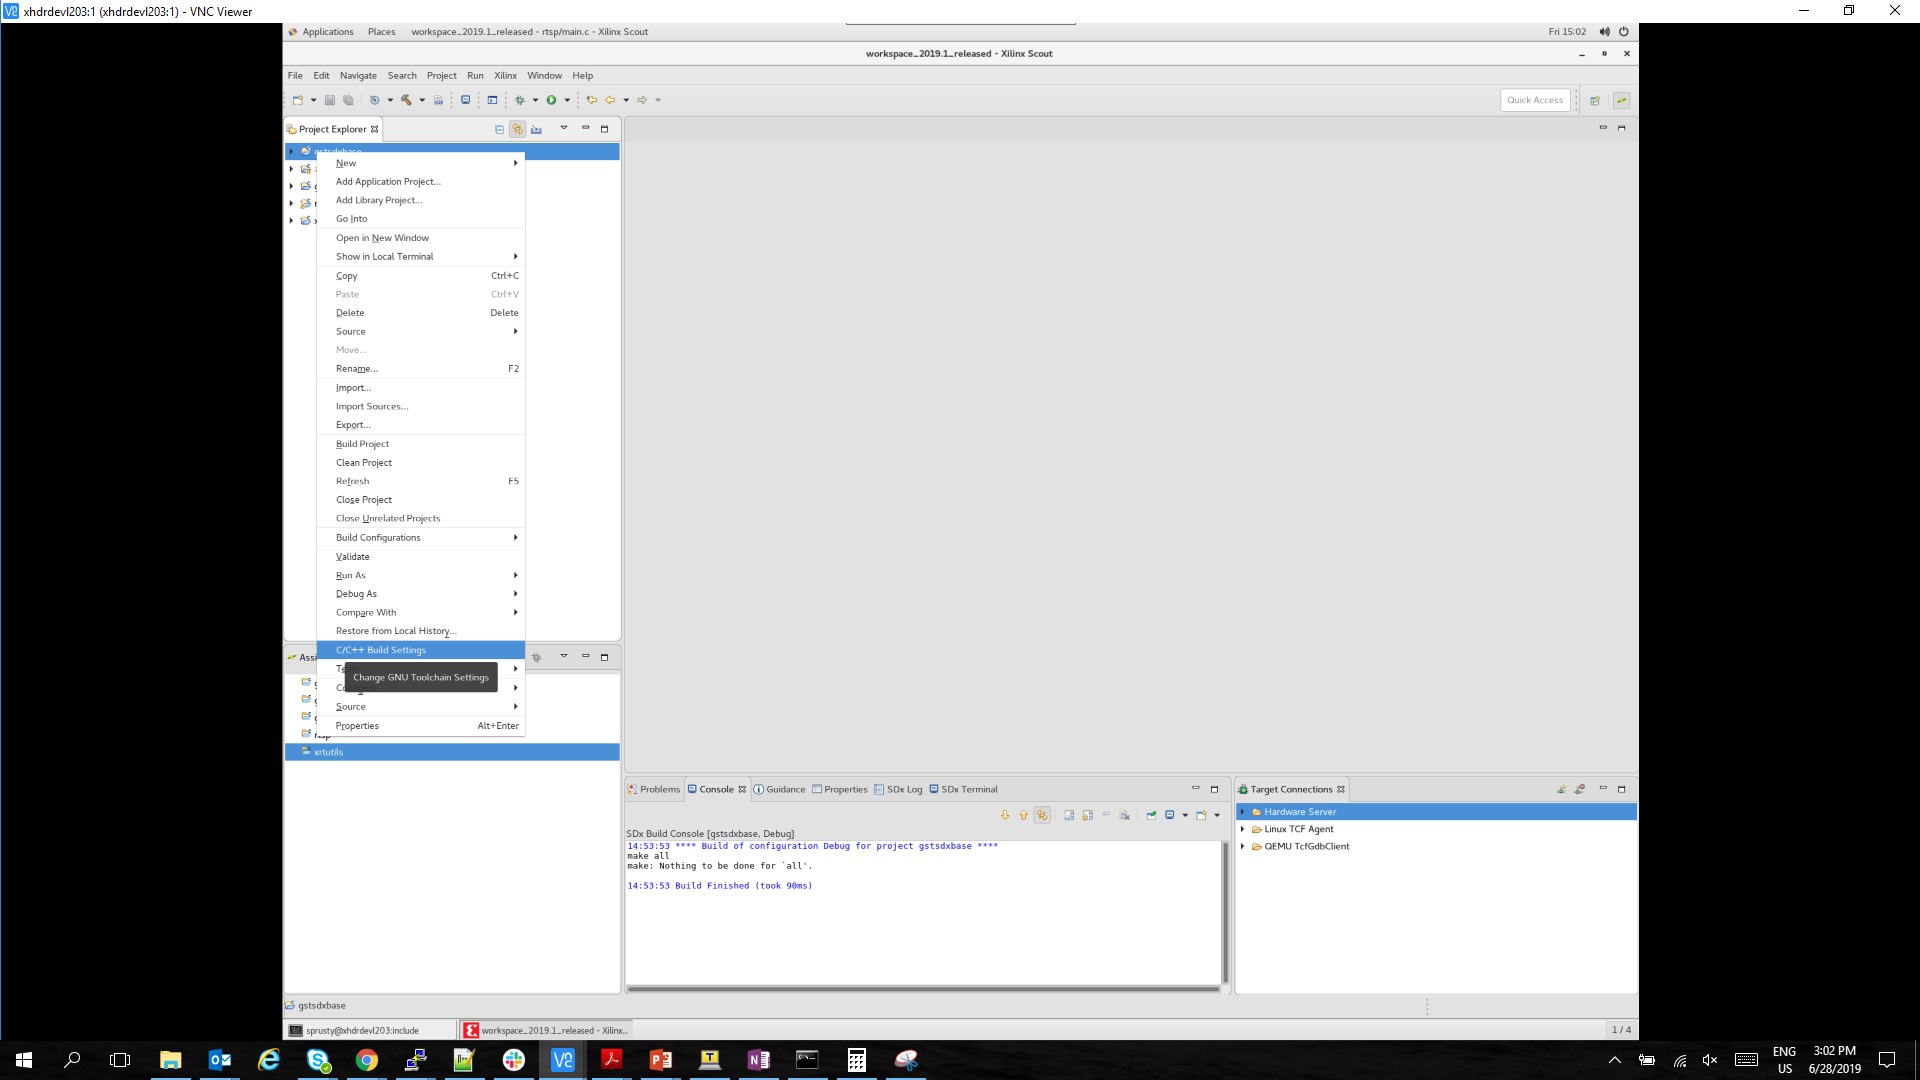 xhdrdevl203:1 (xhdrdevl203:1) - VNC Viewer
Applications Places workspace_2019.1_released - rtsp/main.c - Xilinx Scout Fri 15:02
workspace_2019.1_released - Xilinx Scout
File Edit Navigate Search Project Run Xilinx Window Help
Quick Access
Project Explorer
gstsdxbase
New
Add Application Project...
Add Library Project...
Go Into
Open in New Window
Show in Local Terminal
Copy Ctrl+C
Paste Ctrl+V
Delete Delete
Source
Move...
Rename... F2
Import...
Import Sources...
Export...
Build Project
Clean Project
Refresh F5
Close Project
Close Unrelated Projects
Build Configurations
Validate
Run As
Debug As
Compare With
Restore from Local History...
C/C++ Build Settings
Change GNU Toolchain Settings
Source
Properties Alt+Enter
rtsp
xrtutils
Problems Console Guidance Properties SDx Log SDx Terminal
SDx Build Console [gstsdxbase, Debug]
14:53:53 **** Build of configuration Debug for project gstsdxbase ****
make all
make: Nothing to be done for `all'.
14:53:53 Build Finished (took 90ms)
Target Connections
Hardware Server
Linux TCF Agent
QEMU TcfGdbClient
gstsdxbase
sprusty@xhdrdevl203:include
workspace_2019.1_released - Xilinx...
1 / 4
ENG
US
3:02 PM
6/28/2019